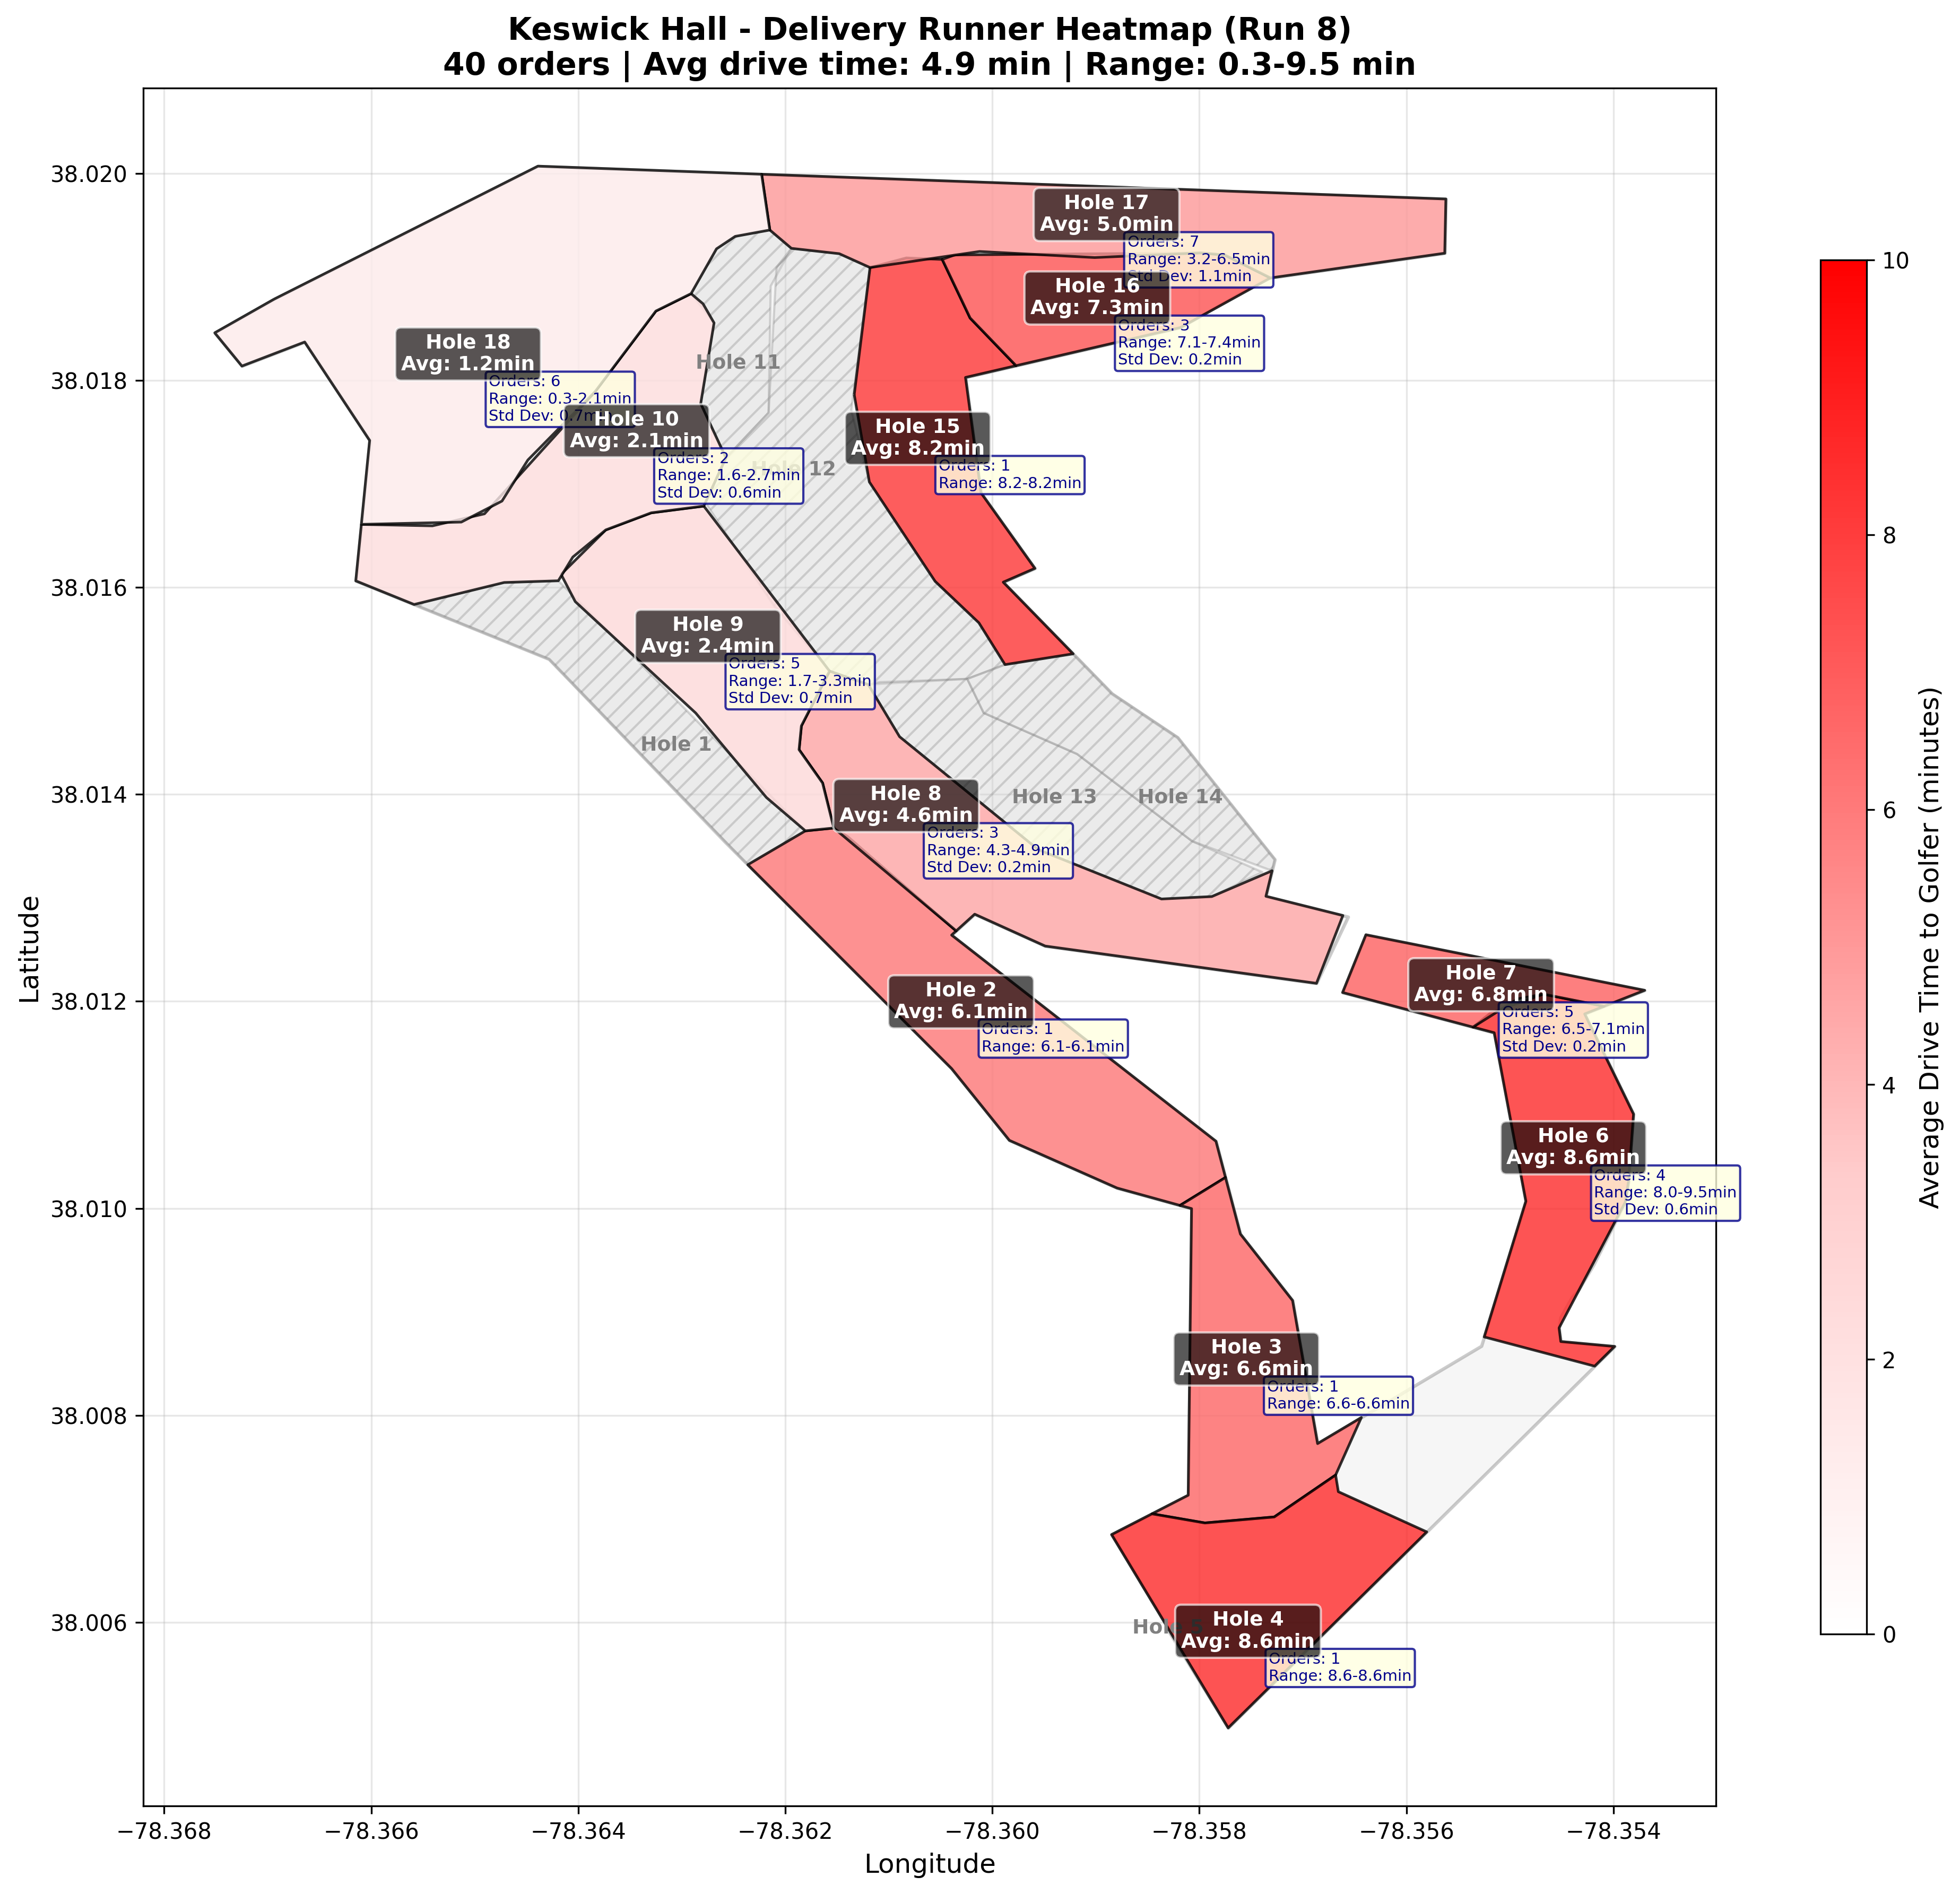 Keswick Hall - Delivery Runner Heatmap (Run 8)
40 orders | Avg drive time: 4.9 min | Range: 0.3-9.5 min
38.020
38.018
38.016
38.014
38.012
38.010
38.008
38.006
Latitude
Hole 17
Avg: 5.0min
Orders: 7
Range: 3.2-6.5min
Std Dev: 1.1min
Hole 16
Avg: 7.3min
Orders: 3
Range: 7.1-7.4min
Std Dev: 0.2min
Hole 18
Avg: 1.2min
Orders: 6
Range: 0.3-2.1min
Std Dev: 0.7min
Hole 11
Hole 10
Avg: 2.1min
Orders: 2
Range: 1.6-2.7min
Std Dev: 0.6min
Hole 12
Hole 15
Avg: 8.2min
Orders: 1
Range: 8.2-8.2min
Hole 9
Avg: 2.4min
Orders: 5
Range: 1.7-3.3min
Std Dev: 0.7min
Hole 1
Hole 8
Avg: 4.6min
Orders: 3
Range: 4.3-4.9min
Std Dev: 0.2min
Hole 13
Hole 14
Hole 2
Avg: 6.1min
Orders: 1
Range: 6.1-6.1min
Hole 7
Avg: 6.8min
Orders: 5
Range: 6.5-7.1min
Std Dev: 0.2min
Hole 6
Avg: 8.6min
Orders: 4
Range: 8.0-9.5min
Std Dev: 0.6min
Hole 3
Avg: 6.6min
Orders: 1
Range: 6.6-6.6min
Hole 4
Avg: 8.6min
Orders: 1
Range: 8.6-8.6min
−78.368
−78.366
−78.364
−78.362
−78.360
−78.358
−78.356
−78.354
Longitude
10
8
6
4
2
0
Average Drive Time to Golfer (minutes)